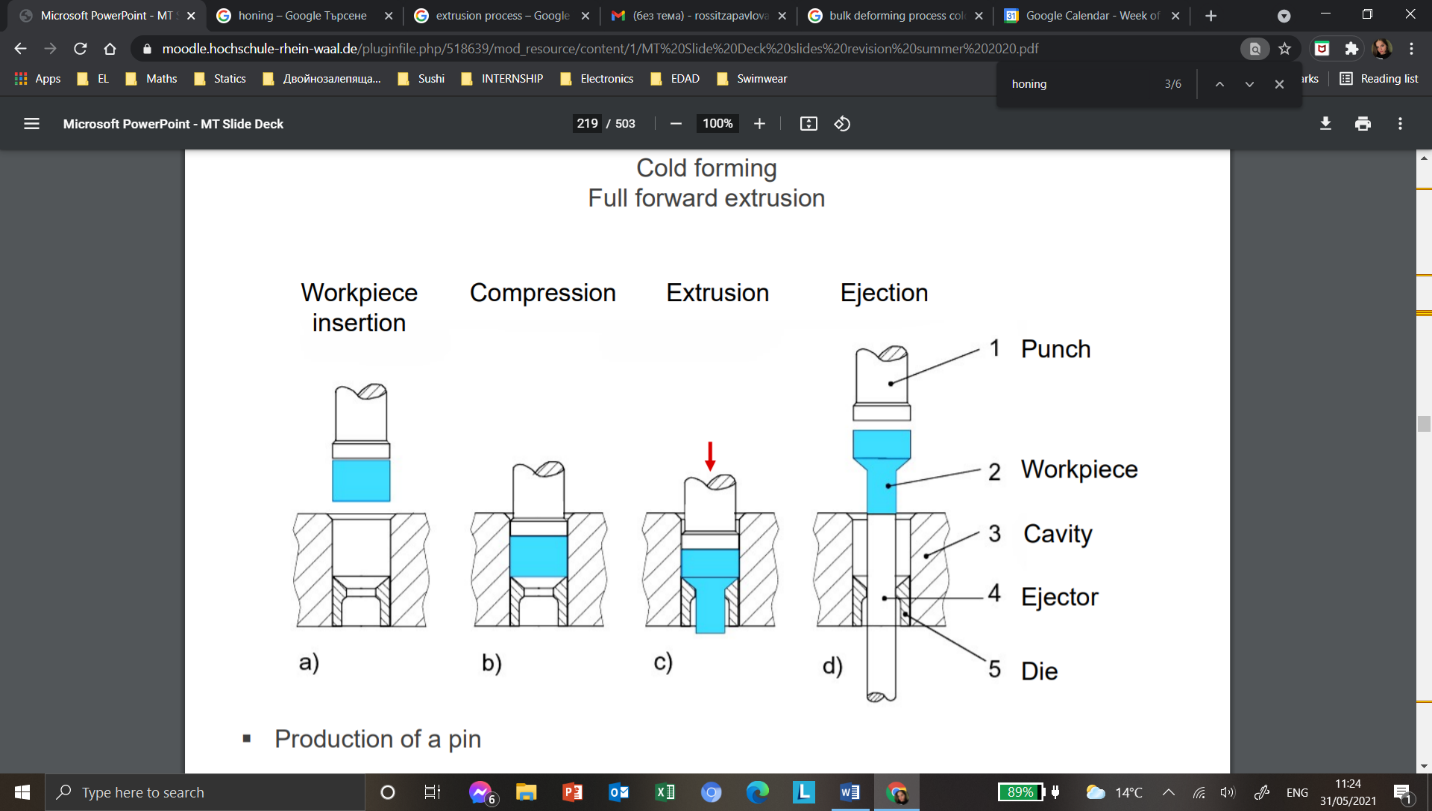 Microsoft PowerPoint - MT S
honing – Google Търсене
extrusion process – Google
(без тема) - rossitzapavlova
bulk deforming process col
Google Calendar - Week of
moodle.hochschule-rhein-waal.de/pluginfile.php/518639/mod_resource/content/1/MT%20Slide%20Deck%20slides%20revision%20summer%202020.pdf
Apps
EL
Maths
Statics
Двойнозалепяща...
Sushi
INTERNSHIP
Electronics
EDAD
Swimwear
rks
Reading list
honing
3/6
Microsoft PowerPoint - MT Slide Deck
219 / 503
100%
Cold forming
Full forward extrusion
Workpiece
insertion
Compression
Extrusion
Ejection
1 Punch
2 Workpiece
3 Cavity
4 Ejector
5 Die
a)
b)
c)
d)
▪ Production of a pin
Type here to search
6
89%
14°C
ENG
11:24
31/05/2021